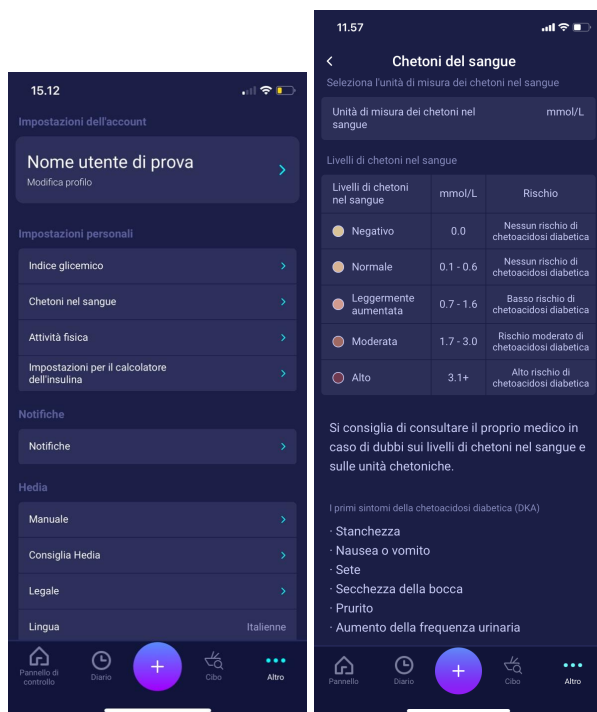 15.12
Impostazioni dell'account
Nome utente di prova
Modifica profilo
Impostazioni personali
Indice glicemico
Chetoni nel sangue
Attività fisica
Impostazioni per il calcolatore
dell'insulina
Notifiche
Notifiche
Hedia
Manuale
Consiglia Hedia
Legale
Lingua Italienne
Pannello di
controllo
Diario
Cibo
Altro
11.57
Chetoni del sangue
Seleziona l'unità di misura dei chetoni nel sangue
Unità di misura dei chetoni nel
sangue
mmol/L
Livelli di chetoni nel sangue
Livelli di chetoni
nel sangue
mmol/L
Rischio
Negativo
0.0
Nessun rischio di
chetoacidosi diabetica
Normale
0.1 - 0.6
Nessun rischio di
chetoacidosi diabetica
Leggermente
aumentata
0.7 - 1.6
Basso rischio di
chetoacidosi diabetica
Moderata
1.7 - 3.0
Rischio moderato di
chetoacidosi diabetica
Alto
3.1+
Alto rischio di
chetoacidosi diabetica
Si consiglia di consultare il proprio medico in
caso di dubbi sui livelli di chetoni nel sangue e
sulle unità chetoniche.
I primi sintomi della chetoacidosi diabetica (DKA)
· Stanchezza
· Nausea o vomito
· Sete
· Secchezza della bocca
· Prurito
· Aumento della frequenza urinaria
Pannello
Diario
Cibo
Altro